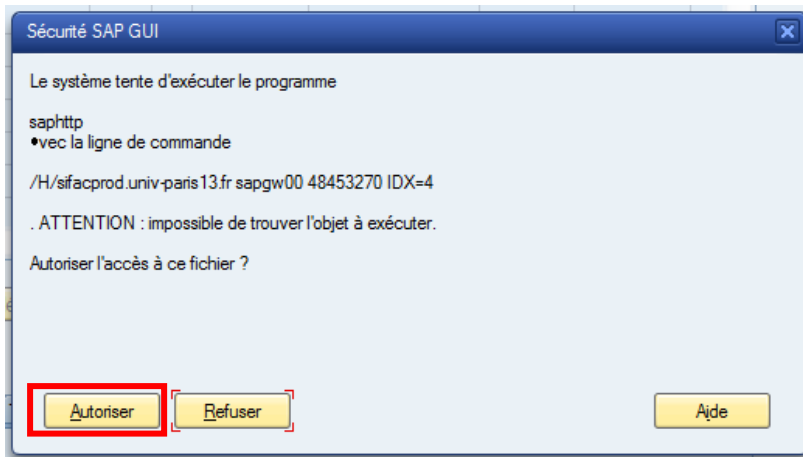 Sécurité SAP GUI
Le système tente d'exécuter le programme
saphttp
•vec la ligne de commande
/H/sifacprod.univ-paris13.fr sapgw00 48453270 IDX=4
. ATTENTION : impossible de trouver l'objet à exécuter.
Autoriser l'accès à ce fichier ?
Autoriser Refuser Aide